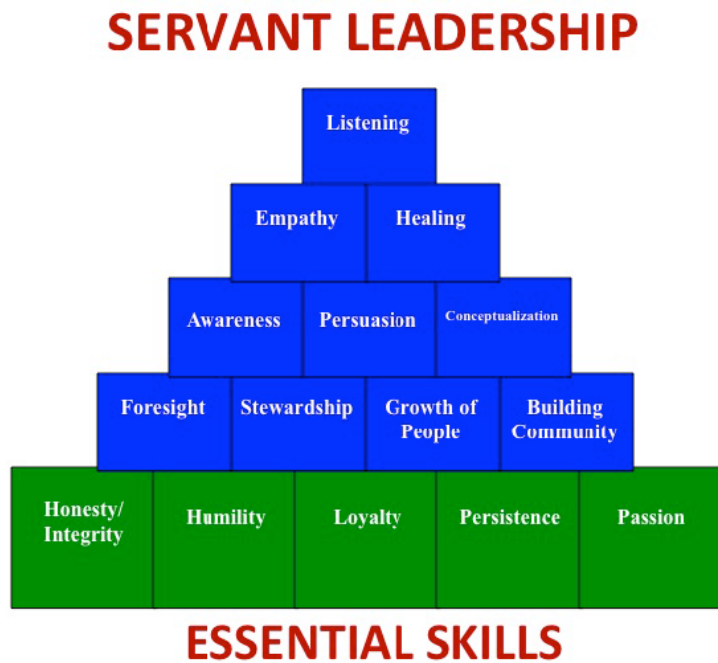 SERVANT LEADERSHIP
Listening
Empathy
Healing
Awareness
Persuasion
Conceptualization
Foresight
Stewardship
Growth of
People
Building
Community
Honesty/
Integrity
Humility
Loyalty
Persistence
Passion
ESSENTIAL SKILLS